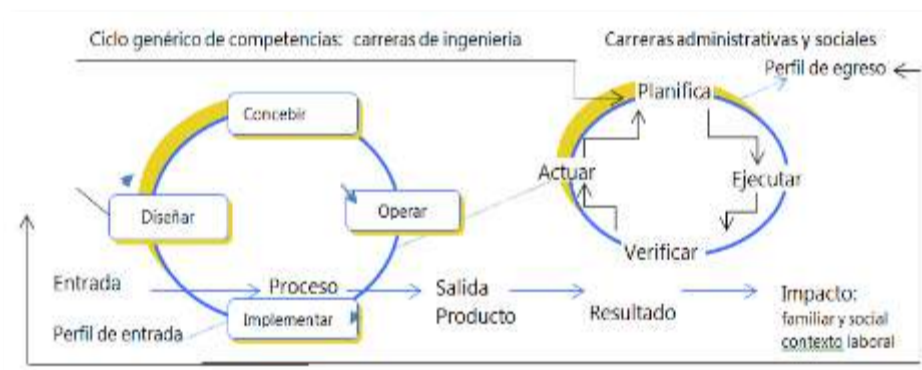 Ciclo genérico de competencias: carreras de ingenieria
Carreras administrativas y sociales
Perfil de egreso
Planifica
Concebir
Actuar
Ejecutar
Diseñar
Operar
Verificar
Entrada
Proceso
Salida
Producto
Resultado
Impacto:
familiar y social
contexto laboral
Perfil de entrada
Implementar